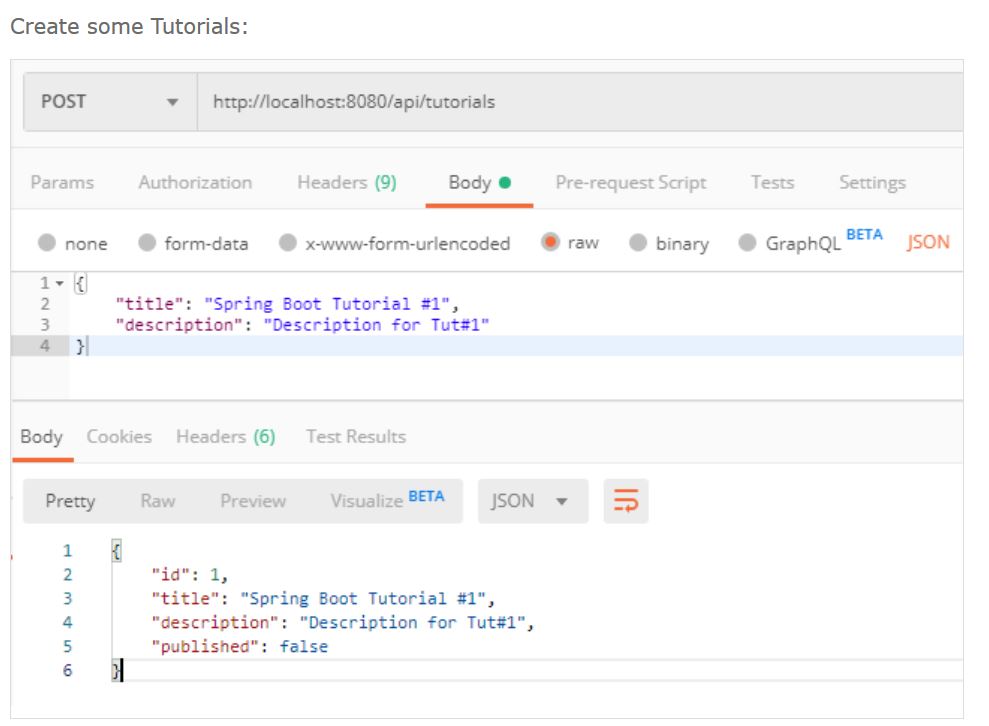 Create some Tutorials:
POST http://localhost:8080/api/tutorials
Params Authorization Headers (9) Body Pre-request Script Tests Settings
none form-data x-www-form-urlencoded raw binary GraphQL BETA JSON
1 {
2 "title": "Spring Boot Tutorial #1",
3 "description": "Description for Tut#1"
4 }
Body Cookies Headers (6) Test Results
Pretty Raw Preview Visualize BETA JSON
1 {
2 "id": 1,
3 "title": "Spring Boot Tutorial #1",
4 "description": "Description for Tut#1",
5 "published": false
6 }